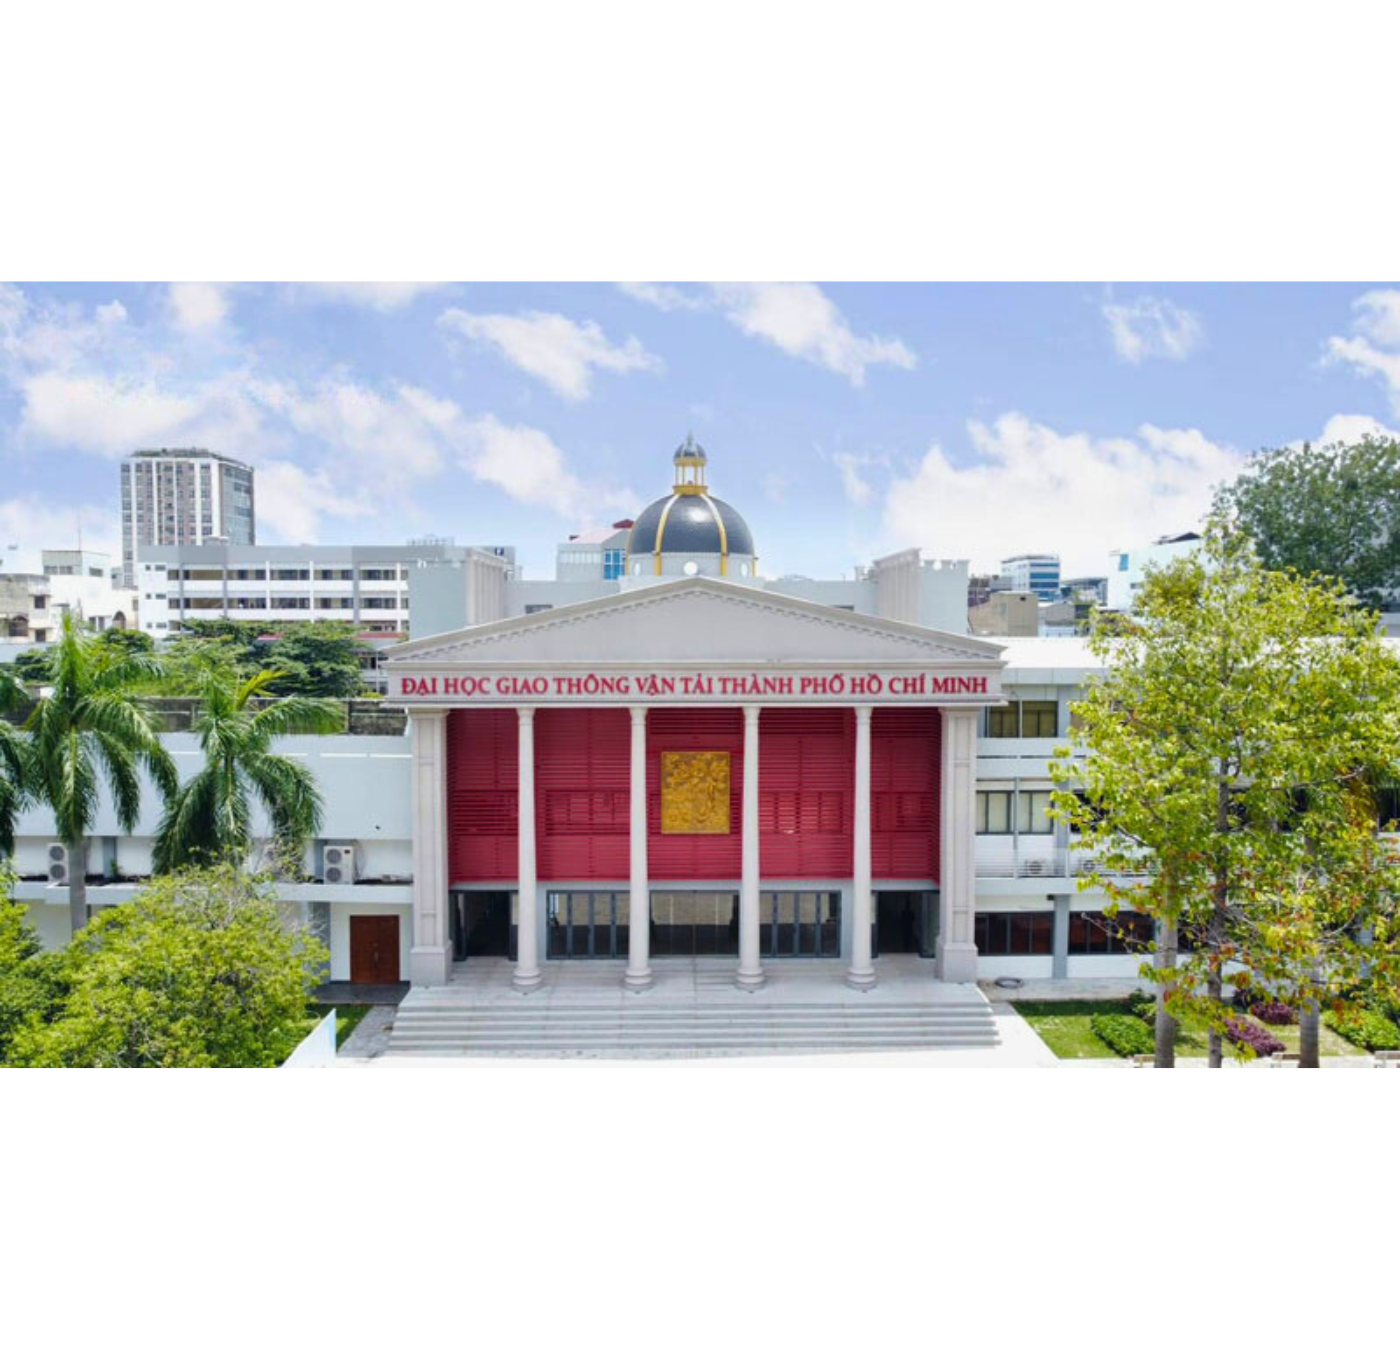 ĐẠI HỌC GIAO THÔNG VẬN TẢI THÀNH PHỐ HỒ CHÍ MINH